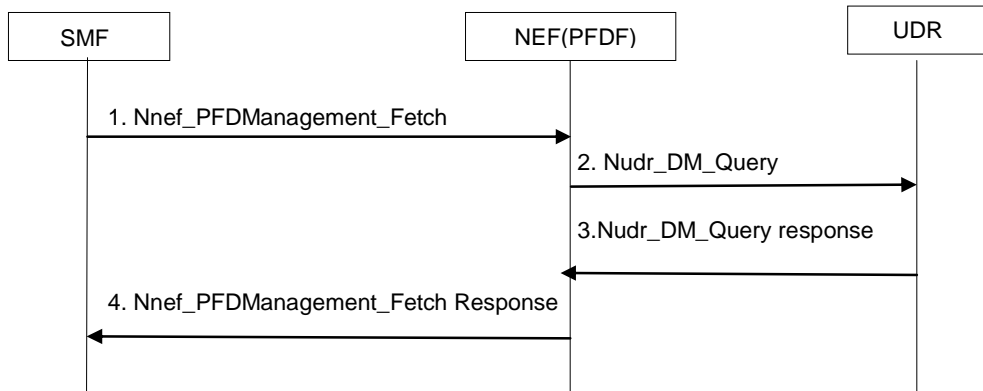 SMF
NEF(PFDF)
UDR
1. Nnef_PFDManagement_Fetch
2. Nudr_DM_Query
3.Nudr_DM_Query response
4. Nnef_PFDManagement_Fetch Response